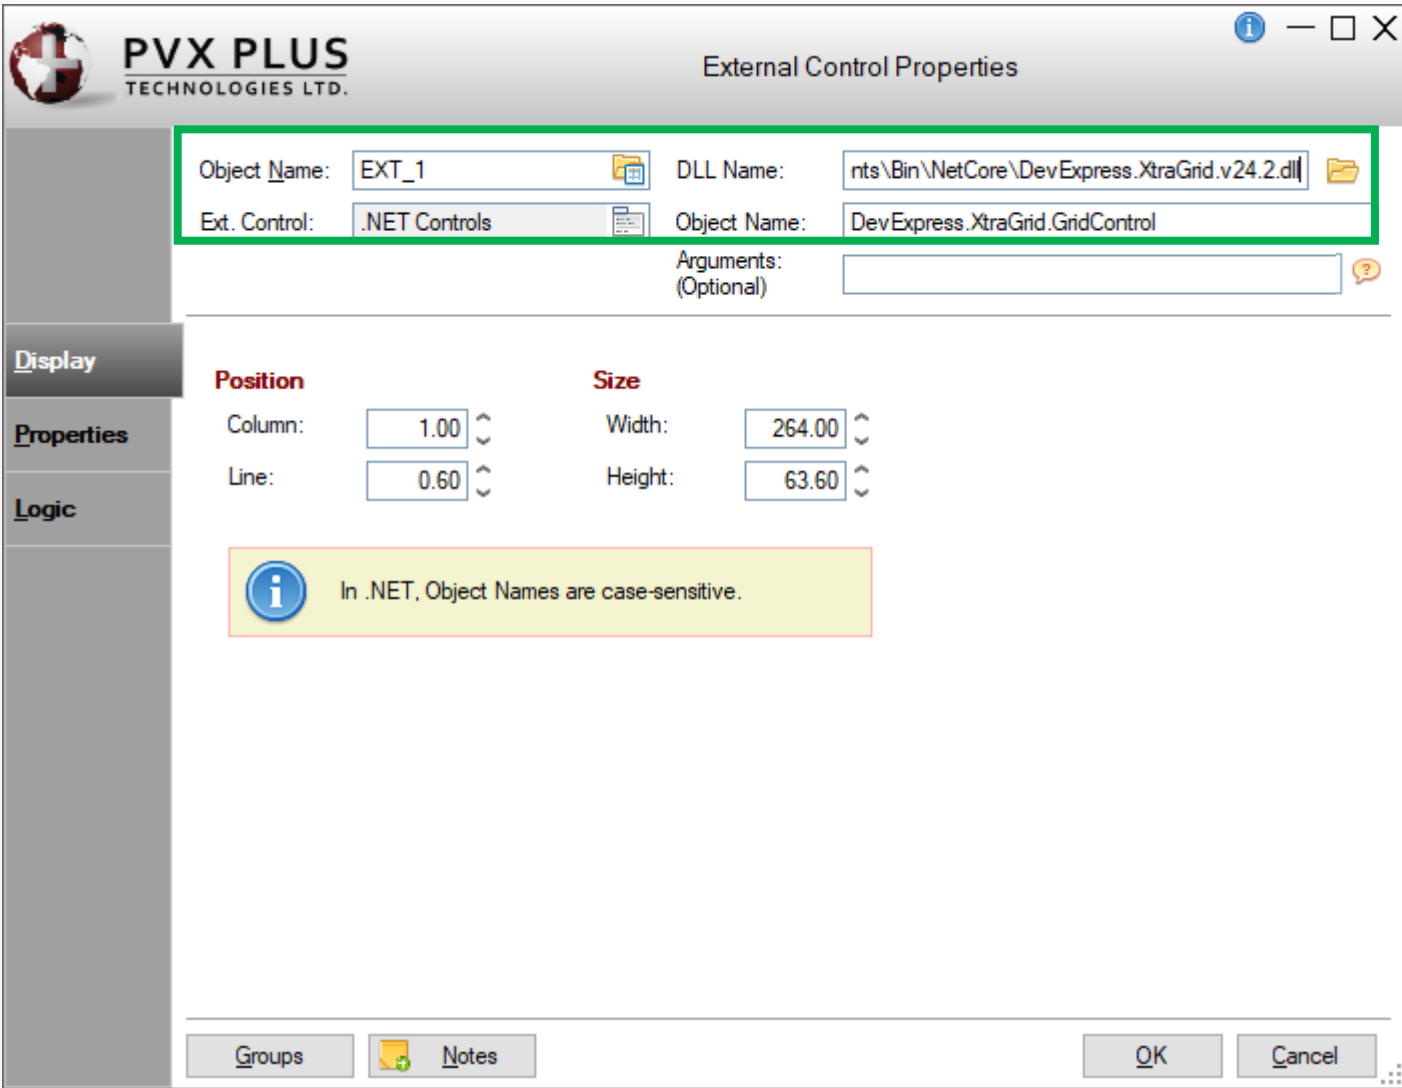 PVX PLUS
TECHNOLOGIES LTD.
External Control Properties
Object Name: EXT_1 DLL Name: nts\Bin\NetCore\DevExpress.XtraGrid.v24.2.dll
Ext. Control: .NET Controls Object Name: DevExpress.XtraGrid.GridControl
Arguments:
(Optional)
Display
Properties
Logic
Position Size
Column: 1.00 Width: 264.00
Line: 0.60 Height: 63.60
In .NET, Object Names are case-sensitive.
Groups Notes OK Cancel